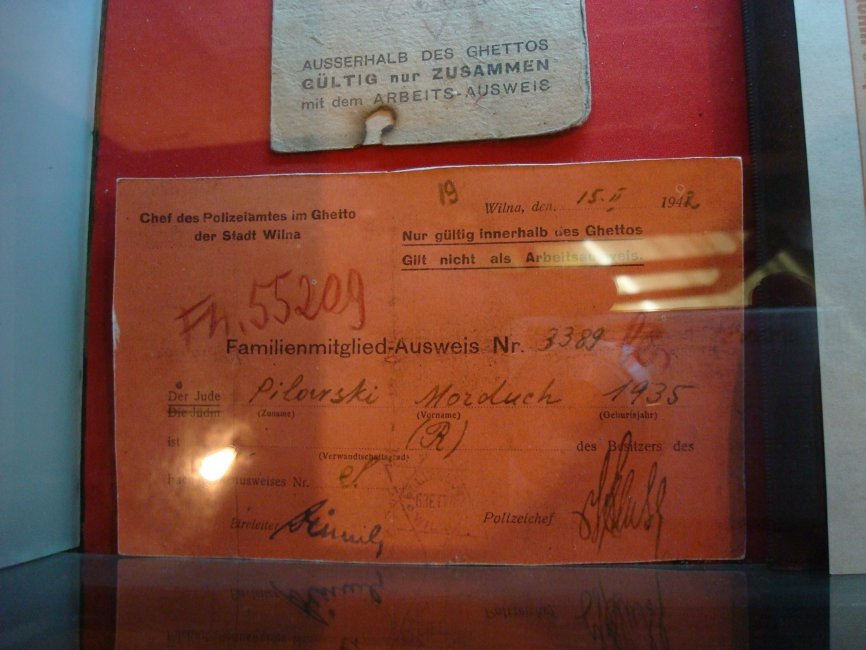 AUSSERHALB DES GHETTOS
GÜLTIG nur ZUSAMMEN
mit dem ARBEITS-AUSWEIS
19
Chef des Polizeiamtes im Ghetto
der Stadt Wilna
Wilna, den. 15.II 1942
Nur gültig innerhalb des Ghettos
Gilt nicht als Arbeitsausweis.
Fh. 55209
Familienmitglied-Ausweis Nr. 3389
Der Jude
Die Jüdin
Pilovski Morduch 1935
(Zuname) (Vorname) (Geburtsjahr)
ist (R) des Besitzers des
(Verwandtschaftsgrad)
Ausweises Nr.
Büroleiter
Polizeichef